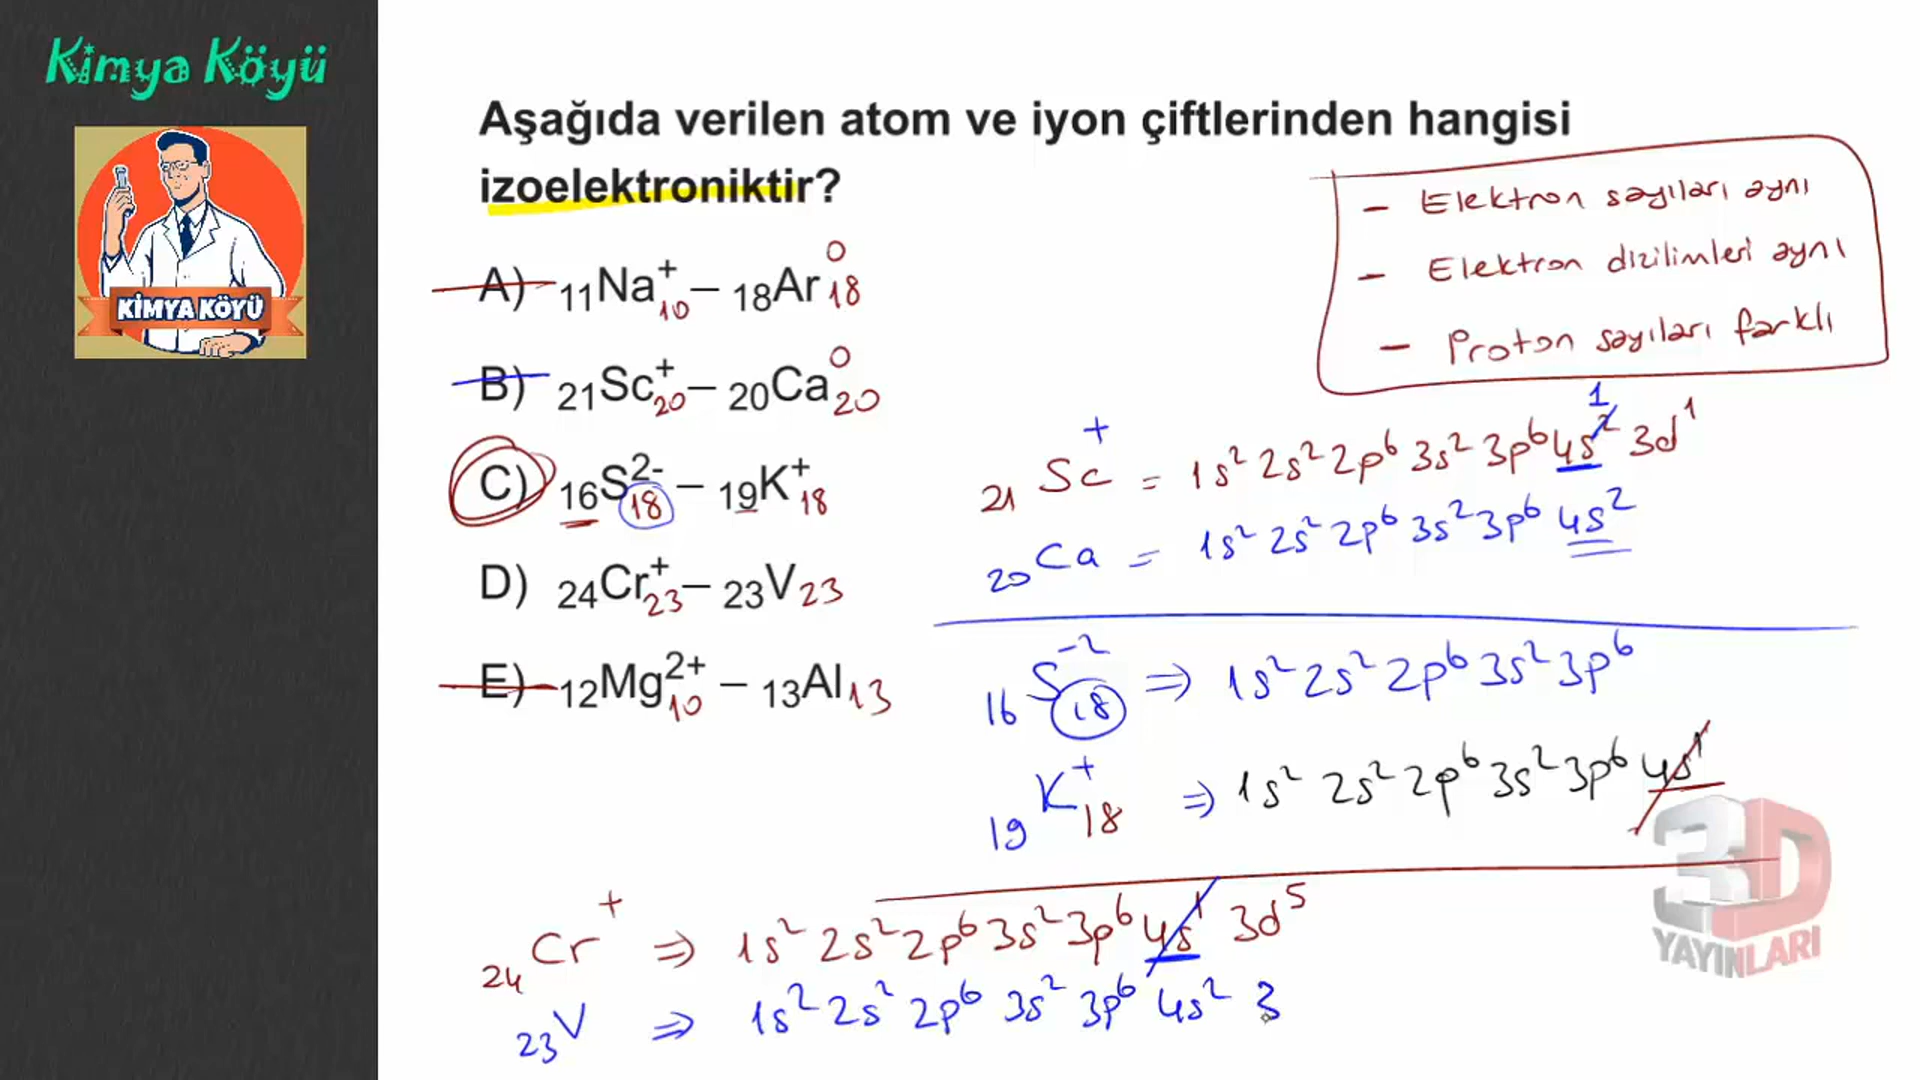 Kimya Köyü
KİMYA KÖYÜ
Aşağıda verilen atom ve iyon çiftlerinden hangisi
izoelektroniktir?
- Elektron sayıları aynı
- Elektron dizilimleri aynı
- Proton sayıları farklı
A) ₁₁Na⁺ ₁₀ – ₁₈Ar⁰ ₁₈
B) ₂₁Sc⁺ ₂₀ – ₂₀Ca⁰ ₂₀
C) ₁₆S²⁻ ₁₈ – ₁₉K⁺ ₁₈
D) ₂₄Cr⁺ ₂₃ – ₂₃V ₂₃
E) ₁₂Mg²⁺ ₁₀ – ₁₃Al ₁₃
₂₁Sc⁺ = 1s² 2s² 2p⁶ 3s² 3p⁶ 4s² 1 3d¹
₂₀Ca = 1s² 2s² 2p⁶ 3s² 3p⁶ 4s²
₁₆S⁻² ₁₈ ⇒ 1s² 2s² 2p⁶ 3s² 3p⁶
₁₉K⁺ ₁₈ ⇒ 1s² 2s² 2p⁶ 3s² 3p⁶ 4s¹
₂₄Cr⁺ ⇒ 1s² 2s² 2p⁶ 3s² 3p⁶ 4s¹ 3d⁵
₂₃V ⇒ 1s² 2s² 2p⁶ 3s² 3p⁶ 4s² 3
3D
YAYINLARI